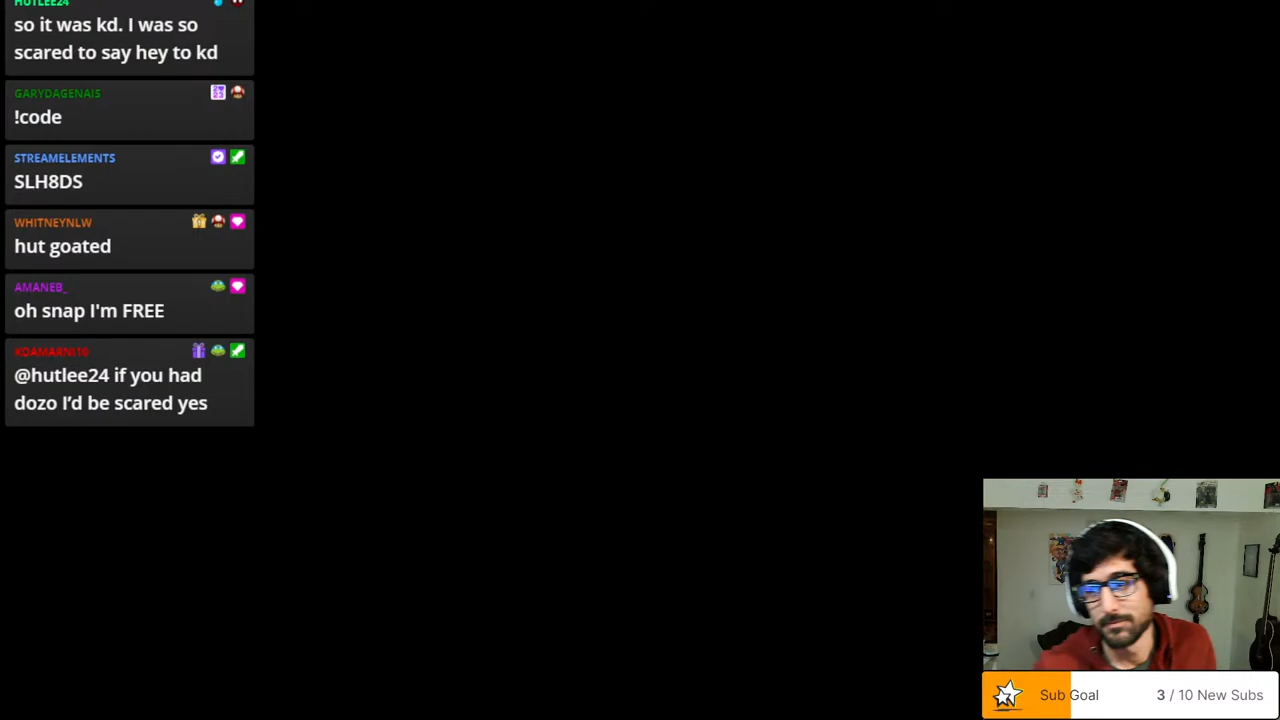 HUTLEE24
so it was kd. I was so
scared to say hey to kd
GARYDAGENAIS
!code
STREAMELEMENTS
SLH8DS
WHITNEYNLW
hut goated
AMANEB_
oh snap I'm FREE
KDAMARNI10
@hutlee24 if you had
dozo I’d be scared yes
Sub Goal
3 / 10 New Subs